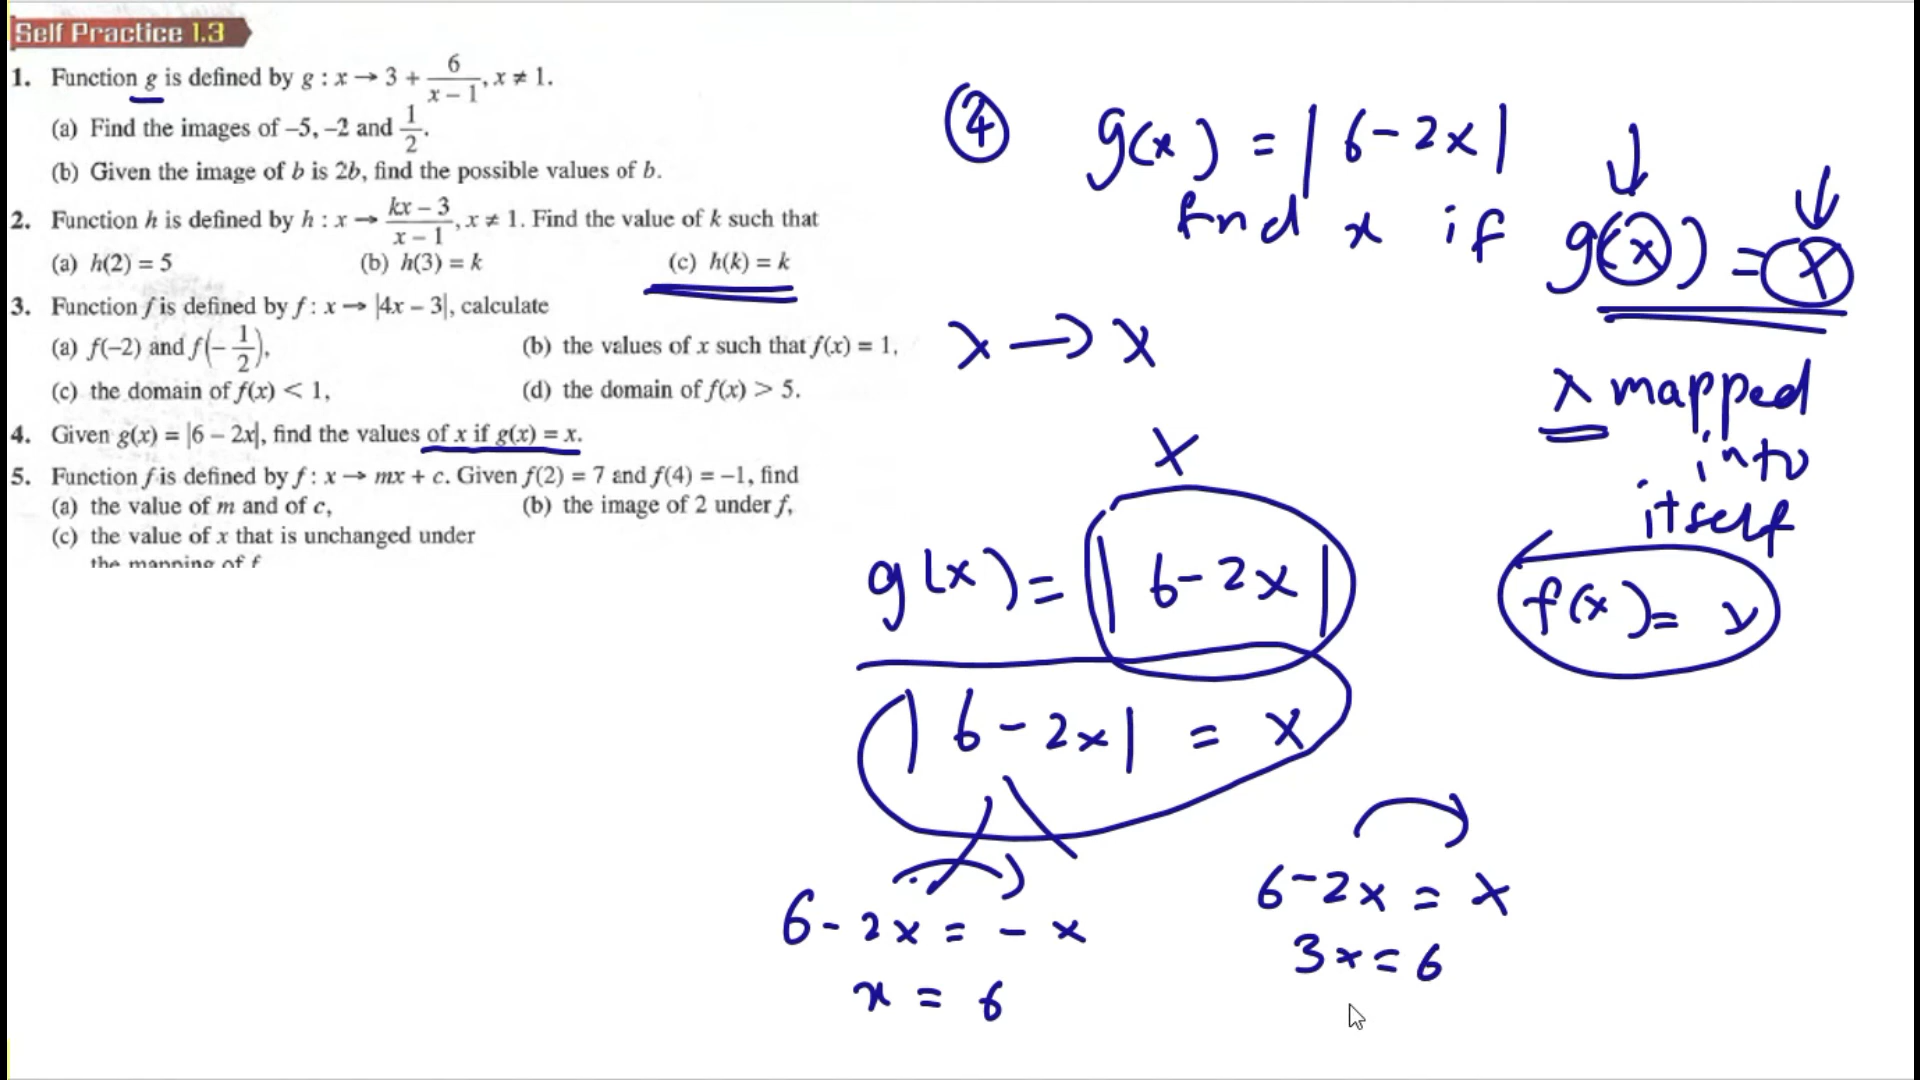 Self Practice 1.3
1. Function g is defined by g : x → 3 + 6/(x − 1), x ≠ 1.
(a) Find the images of −5, −2 and 1/2.
(b) Given the image of b is 2b, find the possible values of b.
2. Function h is defined by h : x → (kx − 3)/(x − 1), x ≠ 1. Find the value of k such that
(a) h(2) = 5 (b) h(3) = k (c) h(k) = k
3. Function f is defined by f : x → |4x − 3|, calculate
(a) f(−2) and f(−1/2), (b) the values of x such that f(x) = 1,
(c) the domain of f(x) < 1, (d) the domain of f(x) > 5.
4. Given g(x) = |6 − 2x|, find the values of x if g(x) = x.
5. Function f is defined by f : x → mx + c. Given f(2) = 7 and f(4) = −1, find
(a) the value of m and of c, (b) the image of 2 under f,
(c) the value of x that is unchanged under
the mapping of f
④ g(x) = |6 − 2x|
find x if g(x) = x
x → x
x mapped
into
itself
f(x) = x
x
g(x) = |6 − 2x|
|6 − 2x| = x
6 − 2x = − x
x = 6
6 − 2x = x
3x = 6